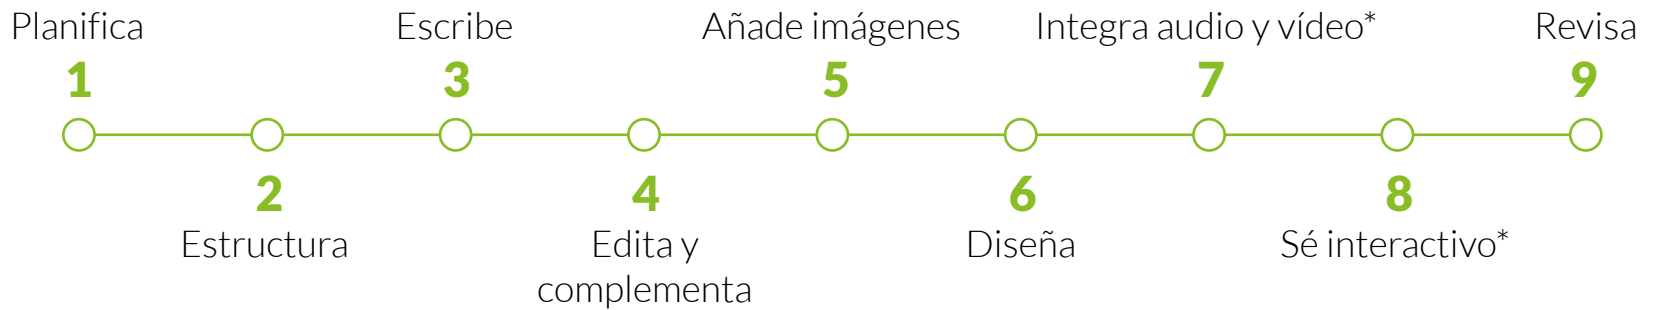 Planifica
1
2
Estructura
Escribe
3
4
Edita y
complementa
Añade imágenes
5
6
Diseña
Integra audio y vídeo*
7
8
Sé interactivo*
Revisa
9